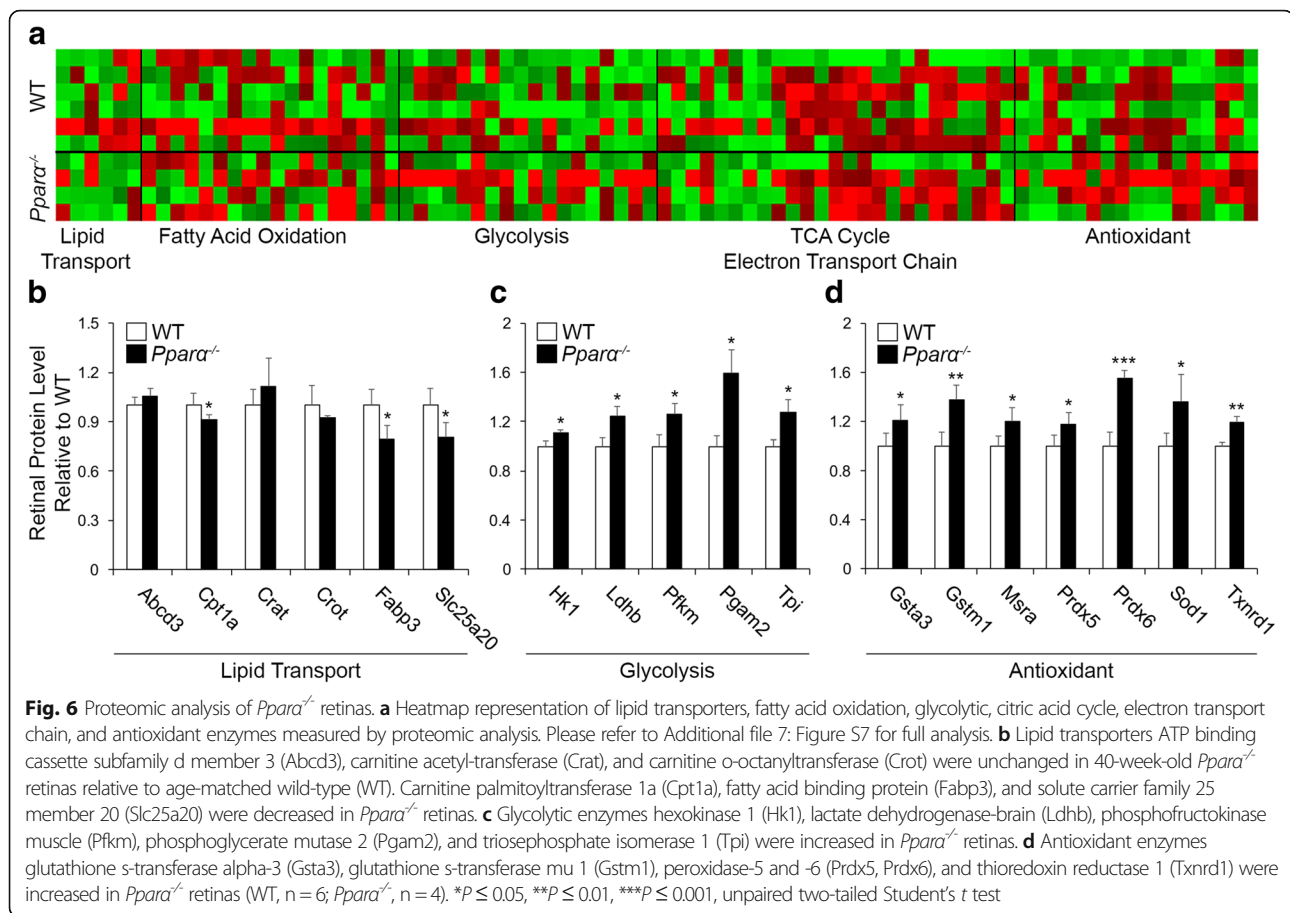 a
WT
Pparα-/-
Lipid Transport
Fatty Acid Oxidation
Glycolysis
TCA Cycle
Electron Transport Chain
Antioxidant
b
Retinal Protein Level
Relative to WT
1.5
1.2
0.9
0.6
0.3
0
WT
Pparα-/-
Abcd3
Cpt1a
Crat
Crot
Fabp3
Slc25a20
*
*
*
Lipid Transport
c
2
1.6
1.2
0.8
0.4
0
WT
Pparα-/-
*
*
*
*
*
Hk1
Ldhb
Pfkm
Pgam2
Tpi
Glycolysis
d
2
1.6
1.2
0.8
0.4
0
WT
Pparα-/-
*
**
*
*
***
*
**
Gsta3
Gstm1
Msra
Prdx5
Prdx6
Sod1
Txnrd1
Antioxidant
Fig. 6 Proteomic analysis of Pparα-/- retinas. a Heatmap representation of lipid transporters, fatty acid oxidation, glycolytic, citric acid cycle, electron transport
chain, and antioxidant enzymes measured by proteomic analysis. Please refer to Additional file 7: Figure S7 for full analysis. b Lipid transporters ATP binding
cassette subfamily d member 3 (Abcd3), carnitine acetyl-transferase (Crat), and carnitine o-octanyltransferase (Crot) were unchanged in 40-week-old Pparα-/-
retinas relative to age-matched wild-type (WT). Carnitine palmitoyltransferase 1a (Cpt1a), fatty acid binding protein (Fabp3), and solute carrier family 25
member 20 (Slc25a20) were decreased in Pparα-/- retinas. c Glycolytic enzymes hexokinase 1 (Hk1), lactate dehydrogenase-brain (Ldhb), phosphofructokinase
muscle (Pfkm), phosphoglycerate mutase 2 (Pgam2), and triosephosphate isomerase 1 (Tpi) were increased in Pparα-/- retinas. d Antioxidant enzymes
glutathione s-transferase alpha-3 (Gsta3), glutathione s-transferase mu 1 (Gstm1), peroxidase-5 and -6 (Prdx5, Prdx6), and thioredoxin reductase 1 (Txnrd1) were
increased in Pparα-/- retinas (WT, n = 6; Pparα-/-, n = 4). *P ≤ 0.05, **P ≤ 0.01, ***P ≤ 0.001, unpaired two-tailed Student's t test